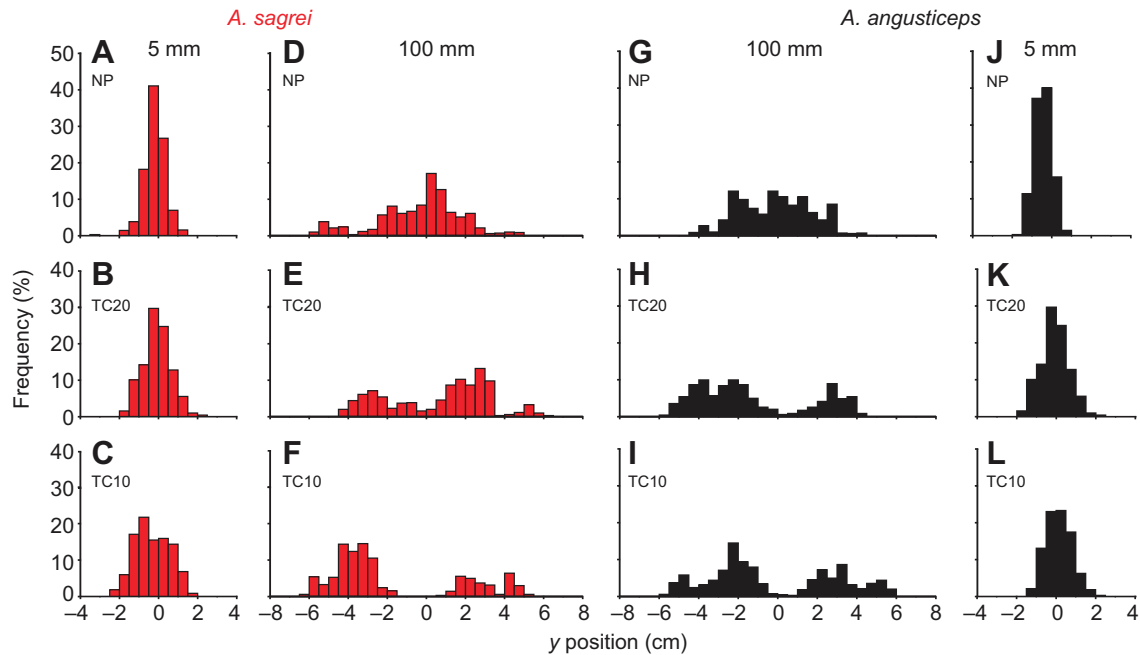 A. sagrei A. angusticeps
A 5 mm D 100 mm G 100 mm J 5 mm
NP NP NP NP
50
40
30
20
10
0
B E H K
TC20 TC20 TC20 TC20
40
30
20
10
0
Frequency (%)
C F I L
TC10 TC10 TC10 TC10
40
30
20
10
0
−4 −2 0 2 4 −8 −6 −4 −2 0 2 4 6 8 −8 −6 −4 −2 0 2 4 6 8 −4 −2 0 2 4
y position (cm)